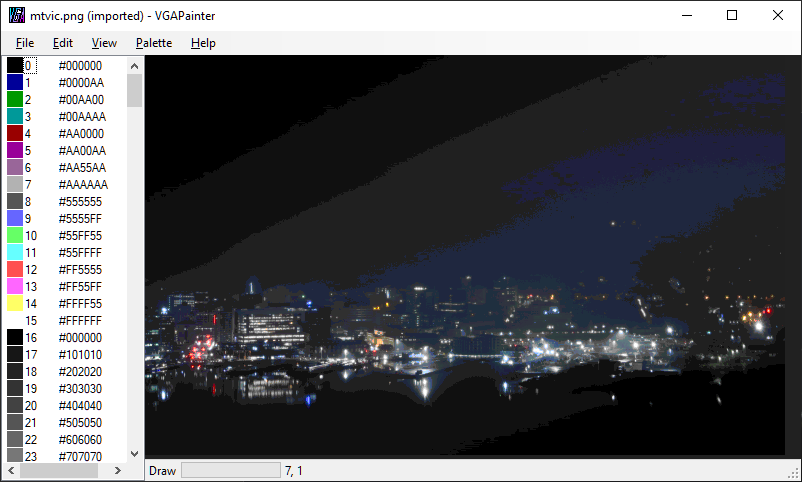 mtvic.png (imported) - VGAPainter
File Edit View Palette Help
0 #000000
1 #0000AA
2 #00AA00
3 #00AAAA
4 #AA0000
5 #AA00AA
6 #AA55AA
7 #AAAAAA
8 #555555
9 #5555FF
10 #55FF55
11 #55FFFF
12 #FF5555
13 #FF55FF
14 #FFFF55
15 #FFFFFF
16 #000000
17 #101010
18 #202020
19 #303030
20 #404040
21 #505050
22 #606060
23 #707070
Draw 7, 1